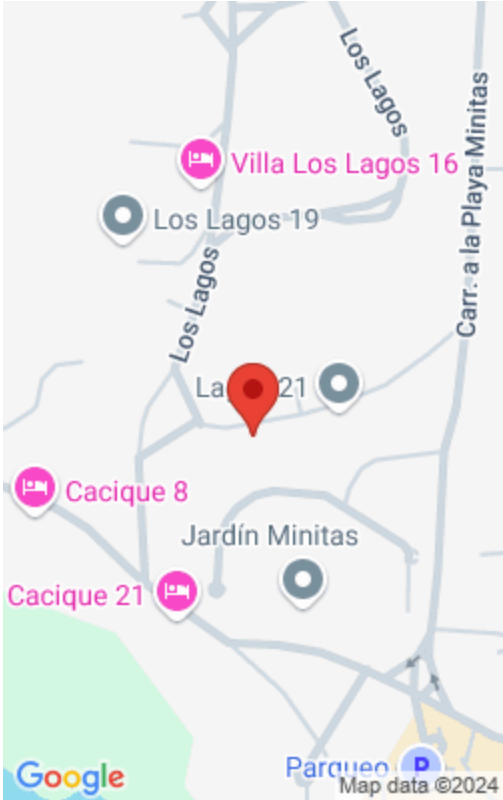 Los Lagos
Carr. a la Playa Minitas
Villa Los Lagos 16
Los Lagos 19
Los Lagos
21
Cacique 8
Jardín Minitas
Cacique 21
Parqueo
P
Google
Map data ©2024